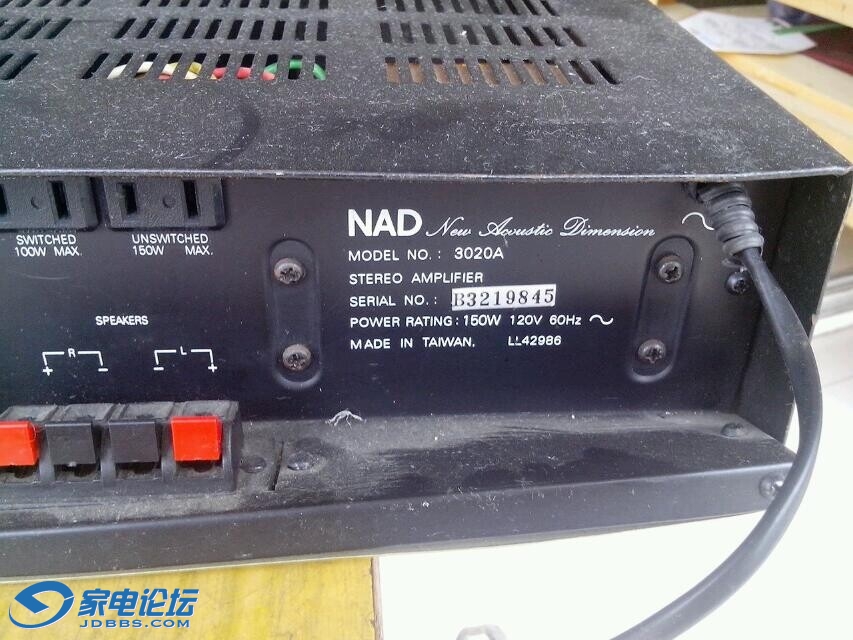 SWITCHED
100W MAX.
UNSWITCHED
150W MAX.
NAD New Acoustic Dimension
MODEL NO. : 3020A
STEREO AMPLIFIER
SERIAL NO. : B3219845
POWER RATING : 150W 120V 60Hz ～
MADE IN TAIWAN. LL42986
SPEAKERS
R L
+ − − +
家电论坛
JDBBS.COM